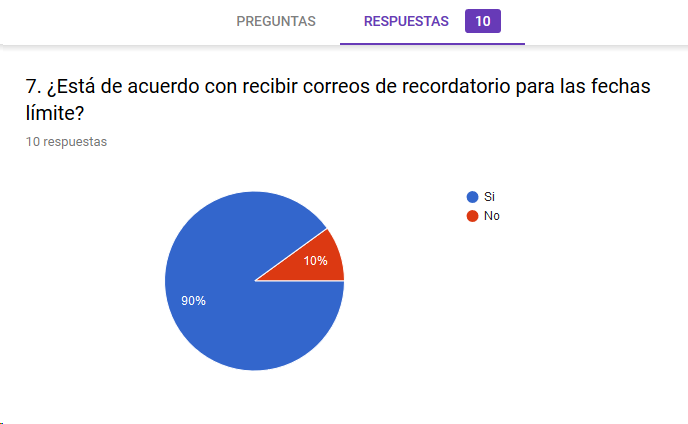 PREGUNTAS
RESPUESTAS 10
7. ¿Está de acuerdo con recibir correos de recordatorio para las fechas
límite?
10 respuestas
Si
No
10%
90%